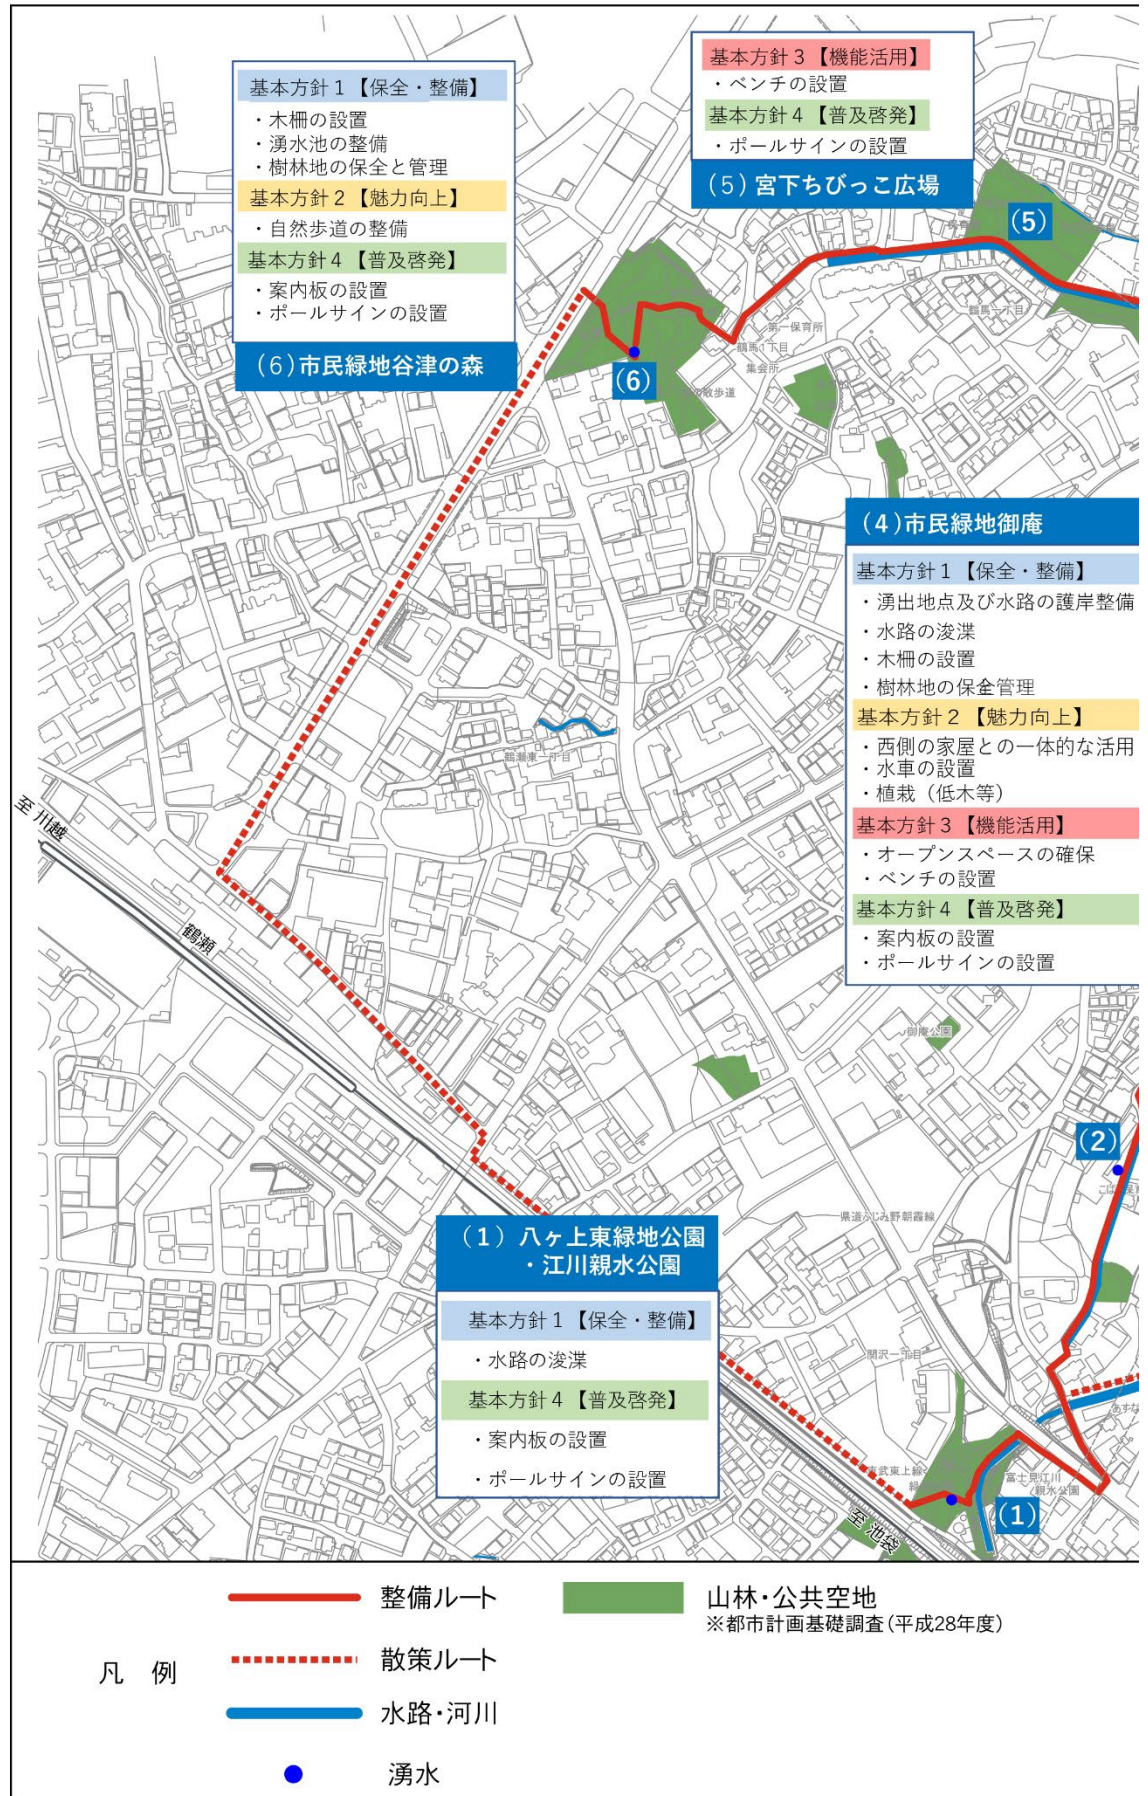 基本方針1【保全・整備】
・木柵の設置
・湧水池の整備
・樹林地の保全と管理
基本方針2【魅力向上】
・自然歩道の整備
基本方針4【普及啓発】
・案内板の設置
・ポールサインの設置
(6)市民緑地谷津の森
基本方針3【機能活用】
・ベンチの設置
基本方針4【普及啓発】
・ポールサインの設置
(5)宮下ちびっこ広場
(5)
鶴馬一丁目
第一保育所
鶴馬1丁目
集会所
(6)
散歩道
(4)市民緑地御庵
基本方針1【保全・整備】
・湧出地点及び水路の護岸整備
・水路の浚渫
・木柵の設置
・樹林地の保全管理
基本方針2【魅力向上】
・西側の家屋との一体的な活用
・水車の設置
・植栽（低木等）
基本方針3【機能活用】
・オープンスペースの確保
・ベンチの設置
基本方針4【普及啓発】
・案内板の設置
・ポールサインの設置
鶴瀬東一丁目
至 川越
鶴瀬
御庵公園
(2)
県道ふじみ野朝霞線
(1) 八ヶ上東緑地公園
・江川親水公園
基本方針1【保全・整備】
・水路の浚渫
基本方針4【普及啓発】
・案内板の設置
・ポールサインの設置
関沢一丁目
東武東上線
富士見江川
親水公園
(1)
至 池袋
凡 例
整備ルート
散策ルート
水路・河川
湧水
山林・公共空地
※都市計画基礎調査(平成28年度)